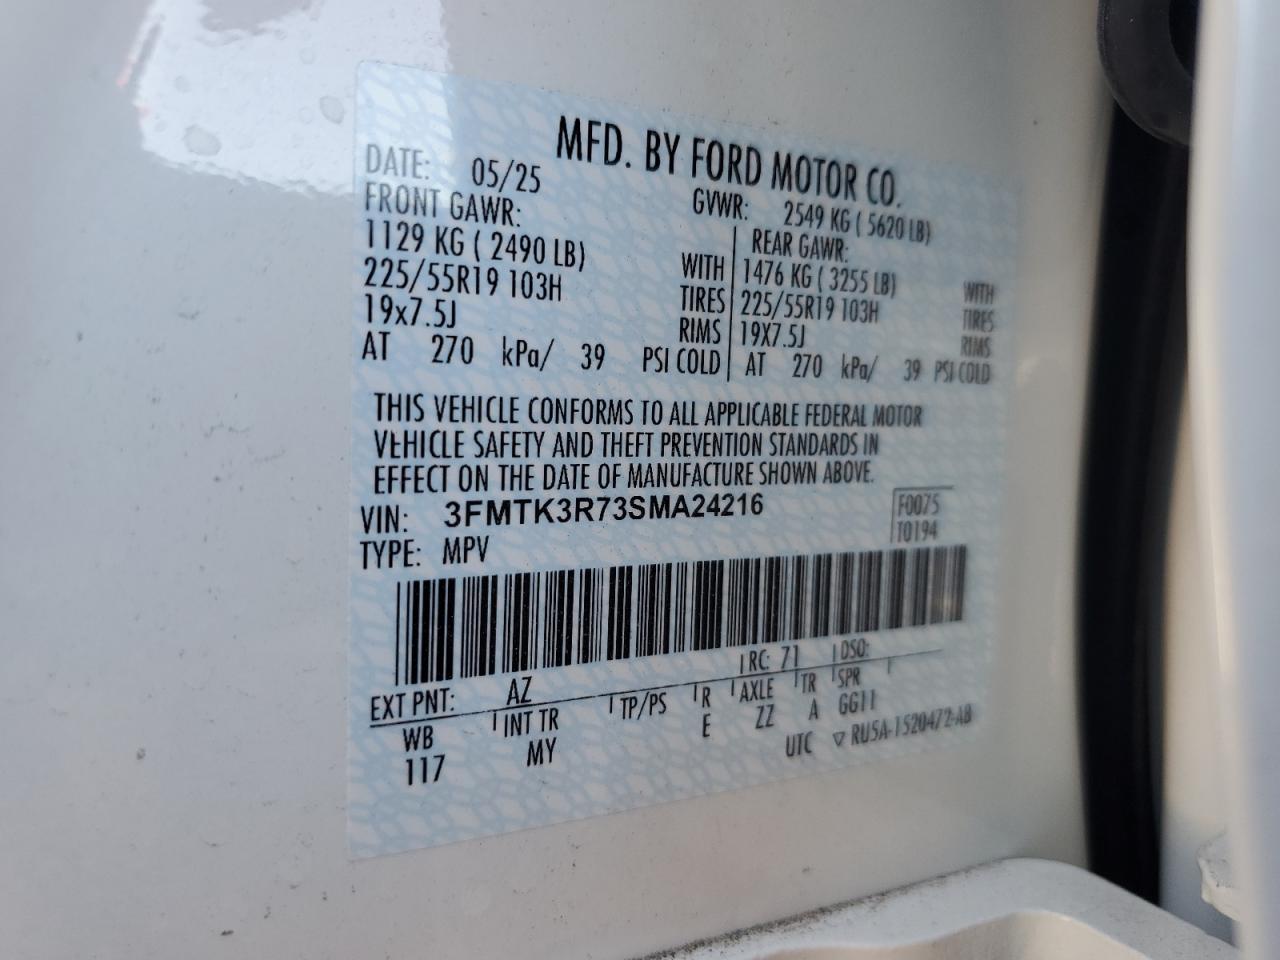 MFD. BY FORD MOTOR CO.
DATE: 05/25
GVWR: 2549 KG ( 5620 LB)
FRONT GAWR:
REAR GAWR:
1129 KG ( 2490 LB) WITH
1476 KG ( 3255 LB) WITH
225/55R19 103H TIRES
225/55R19 103H TIRES
19x7.5J RIMS
19X7.5J RIMS
AT 270 kPa/ 39 PSI COLD
AT 270 kPa/ 39 PSI COLD
THIS VEHICLE CONFORMS TO ALL APPLICABLE FEDERAL MOTOR
VEHICLE SAFETY AND THEFT PREVENTION STANDARDS IN
EFFECT ON THE DATE OF MANUFACTURE SHOWN ABOVE.
VIN: 3FMTK3R73SMA24216
F0075
TYPE: MPV
T0194
EXT PNT: AZ RC: 71 DSO:
WB INT TR TP/PS R AXLE TR SPR
117 MY E ZZ A GG11
UTC ▽ RU5A-1520472-AB